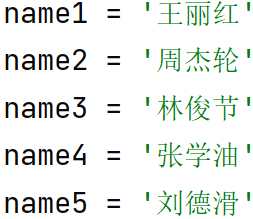 name1 = '王丽红'
name2 = '周杰轮'
name3 = '林俊节'
name4 = '张学油'
name5 = '刘德滑'